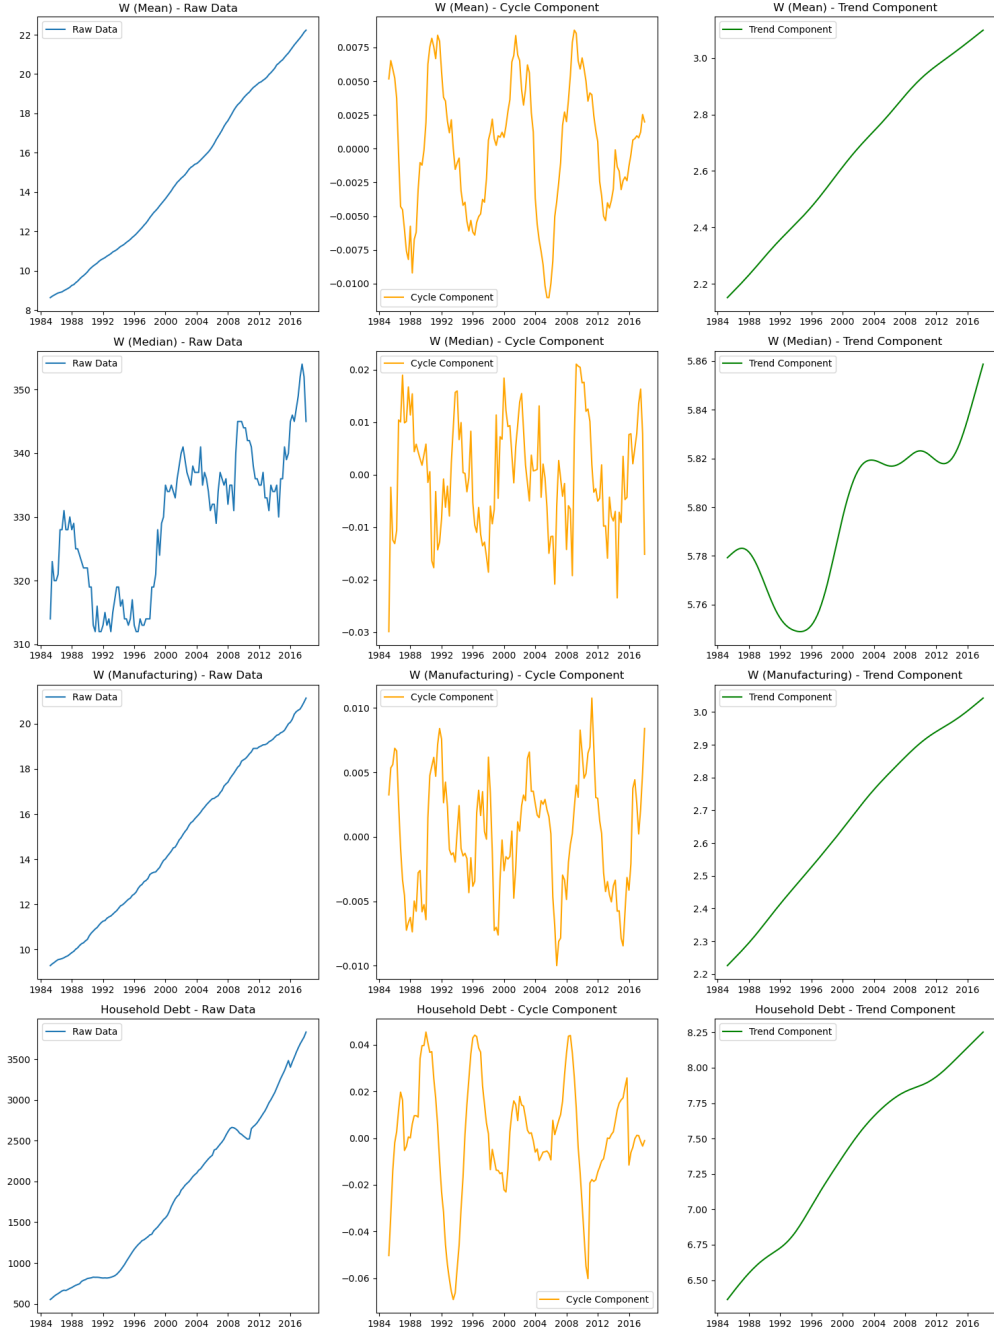 W (Mean) - Raw Data
Raw Data
22
20
18
16
14
12
10
8
1984 1988 1992 1996 2000 2004 2008 2012 2016
W (Mean) - Cycle Component
0.0075
0.0050
0.0025
0.0000
−0.0025
−0.0050
−0.0075
−0.0100
Cycle Component
1984 1988 1992 1996 2000 2004 2008 2012 2016
W (Mean) - Trend Component
Trend Component
3.0
2.8
2.6
2.4
2.2
1984 1988 1992 1996 2000 2004 2008 2012 2016
W (Median) - Raw Data
Raw Data
350
340
330
320
310
1984 1988 1992 1996 2000 2004 2008 2012 2016
W (Median) - Cycle Component
Cycle Component
0.02
0.01
0.00
−0.01
−0.02
−0.03
1984 1988 1992 1996 2000 2004 2008 2012 2016
W (Median) - Trend Component
Trend Component
5.86
5.84
5.82
5.80
5.78
5.76
1984 1988 1992 1996 2000 2004 2008 2012 2016
W (Manufacturing) - Raw Data
Raw Data
20
18
16
14
12
10
1984 1988 1992 1996 2000 2004 2008 2012 2016
W (Manufacturing) - Cycle Component
Cycle Component
0.010
0.005
0.000
−0.005
−0.010
1984 1988 1992 1996 2000 2004 2008 2012 2016
W (Manufacturing) - Trend Component
Trend Component
3.0
2.9
2.8
2.7
2.6
2.5
2.4
2.3
2.2
1984 1988 1992 1996 2000 2004 2008 2012 2016
Household Debt - Raw Data
Raw Data
3500
3000
2500
2000
1500
1000
500
1984 1988 1992 1996 2000 2004 2008 2012 2016
Household Debt - Cycle Component
0.04
0.02
0.00
−0.02
−0.04
−0.06
Cycle Component
1984 1988 1992 1996 2000 2004 2008 2012 2016
Household Debt - Trend Component
Trend Component
8.25
8.00
7.75
7.50
7.25
7.00
6.75
6.50
1984 1988 1992 1996 2000 2004 2008 2012 2016